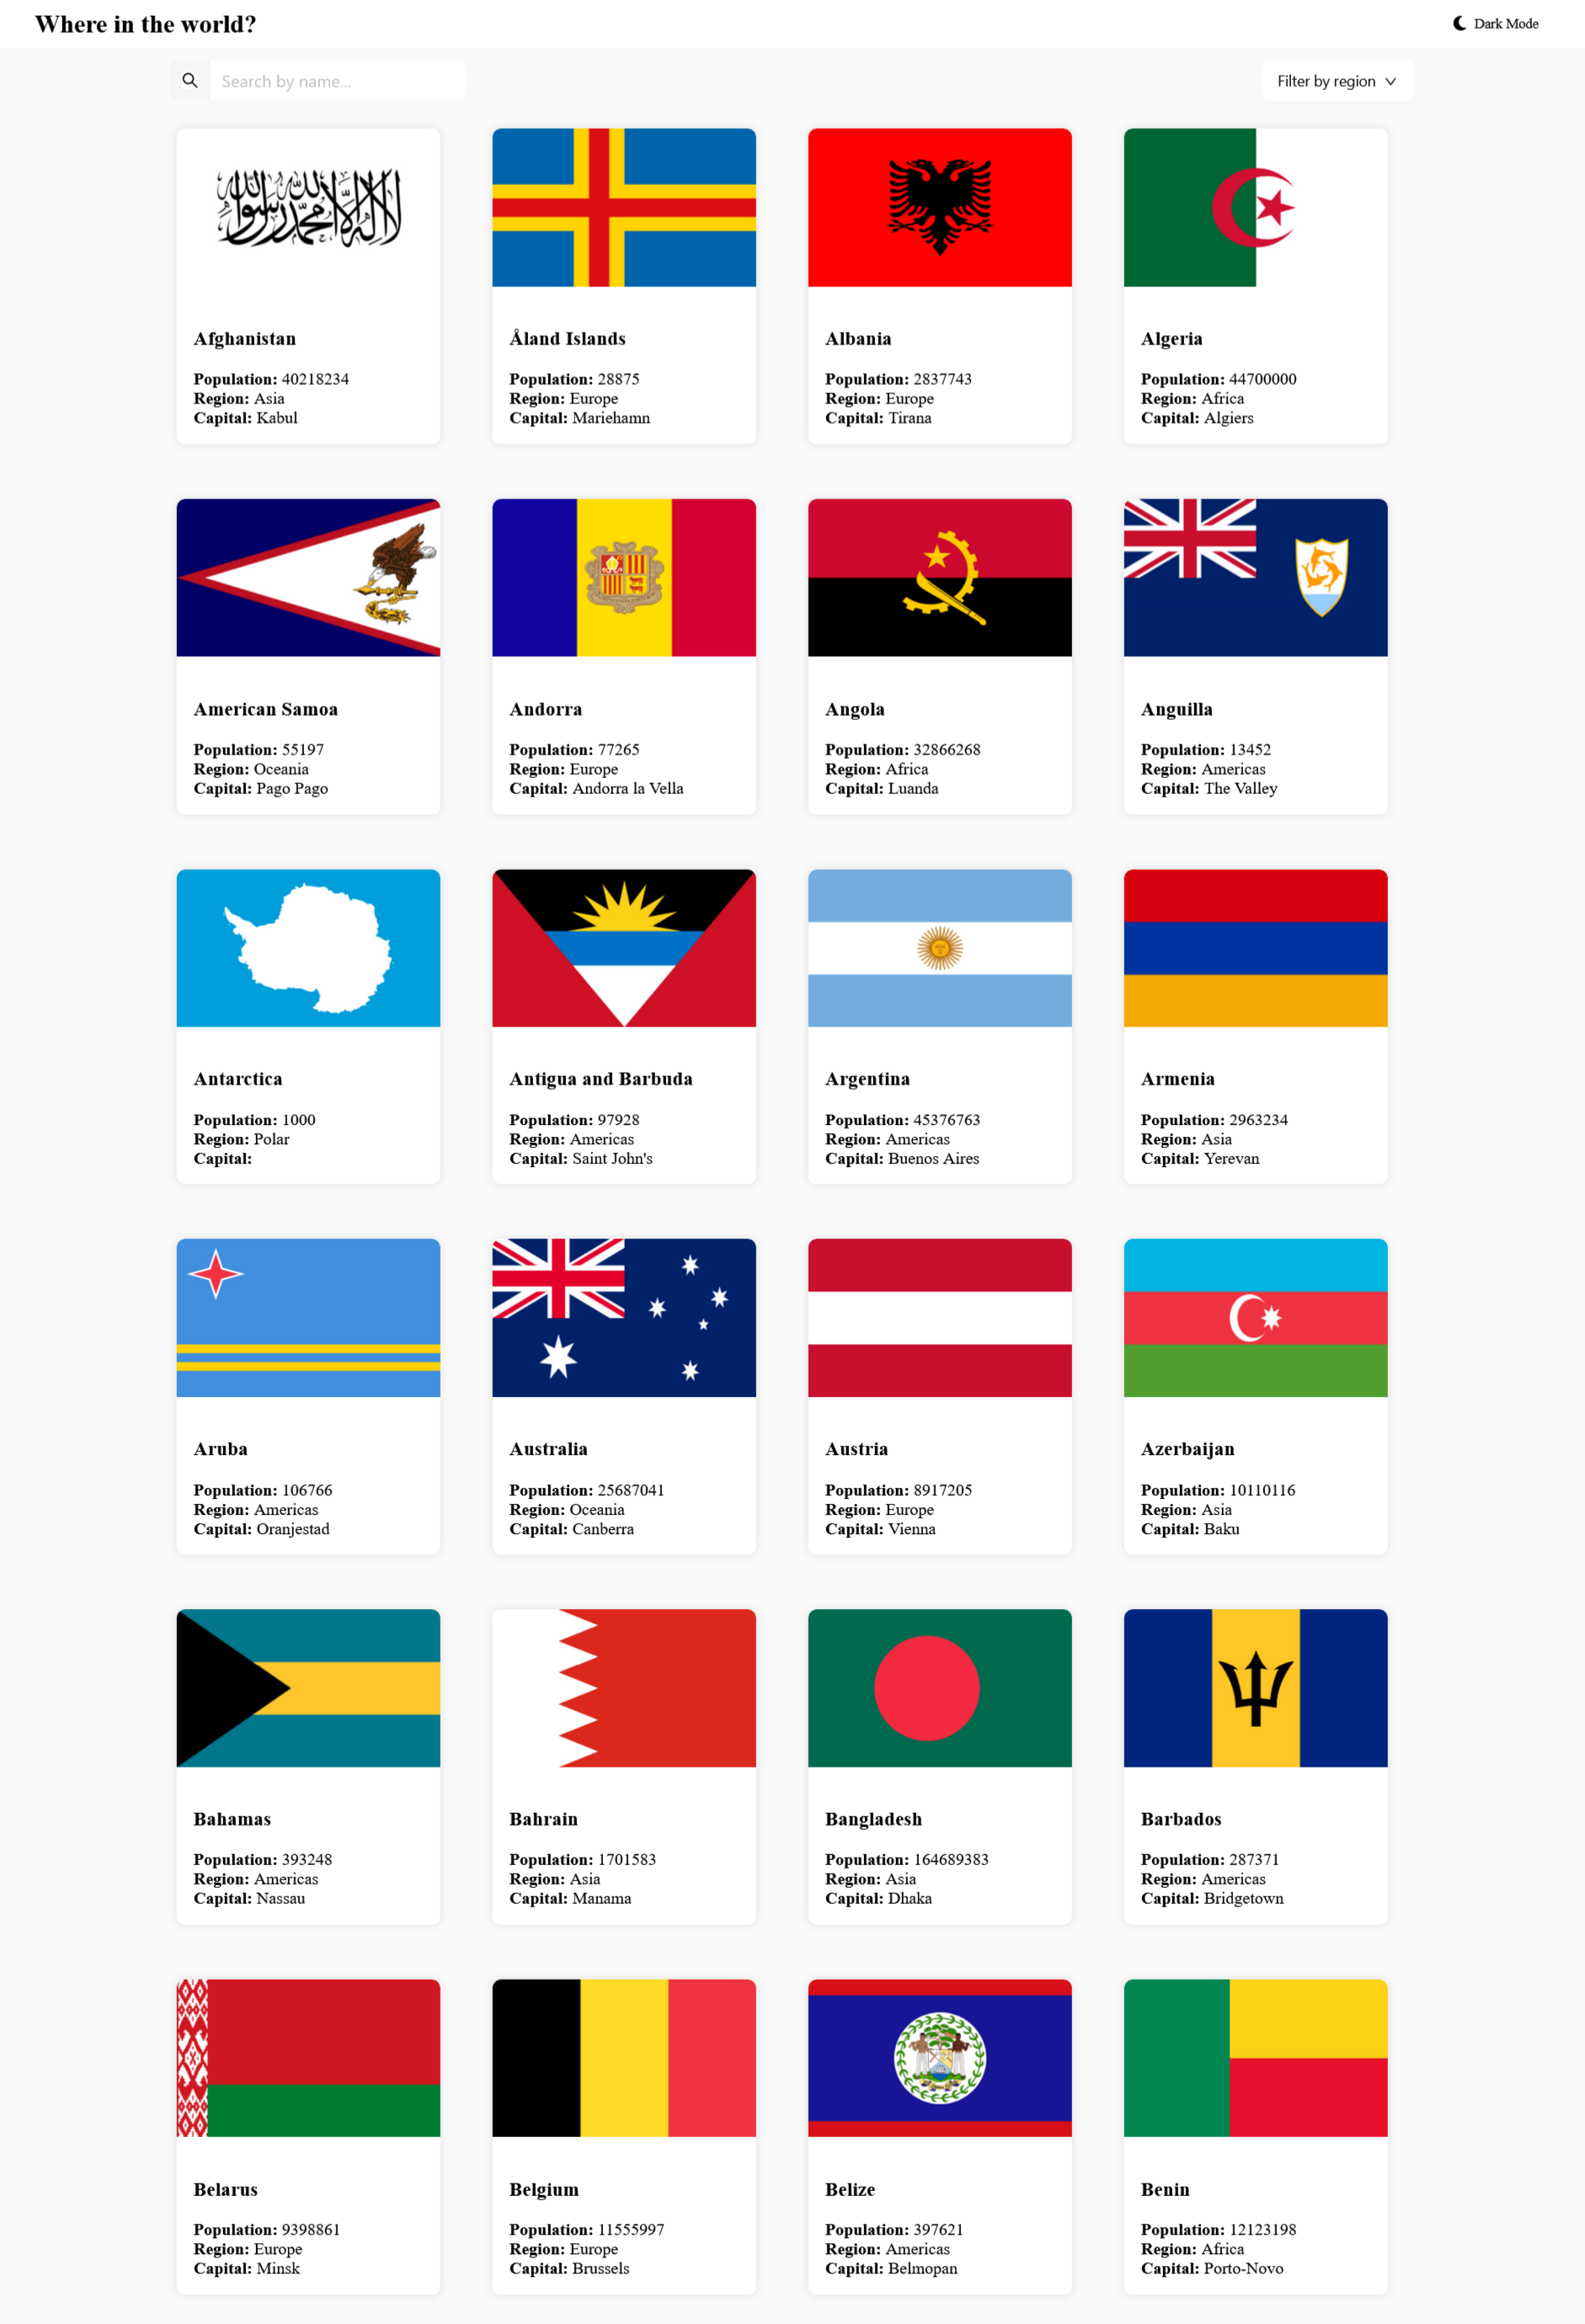 Where in the world?
Dark Mode
Search by name...
Filter by region
لا إله إلا الله محمد رسول الله
Afghanistan
Population: 40218234
Region: Asia
Capital: Kabul
Åland Islands
Population: 28875
Region: Europe
Capital: Mariehamn
Albania
Population: 2837743
Region: Europe
Capital: Tirana
Algeria
Population: 44700000
Region: Africa
Capital: Algiers
American Samoa
Population: 55197
Region: Oceania
Capital: Pago Pago
Andorra
Population: 77265
Region: Europe
Capital: Andorra la Vella
Angola
Population: 32866268
Region: Africa
Capital: Luanda
Anguilla
Population: 13452
Region: Americas
Capital: The Valley
Antarctica
Population: 1000
Region: Polar
Capital:
Antigua and Barbuda
Population: 97928
Region: Americas
Capital: Saint John's
Argentina
Population: 45376763
Region: Americas
Capital: Buenos Aires
Armenia
Population: 2963234
Region: Asia
Capital: Yerevan
Aruba
Population: 106766
Region: Americas
Capital: Oranjestad
Australia
Population: 25687041
Region: Oceania
Capital: Canberra
Austria
Population: 8917205
Region: Europe
Capital: Vienna
Azerbaijan
Population: 10110116
Region: Asia
Capital: Baku
Bahamas
Population: 393248
Region: Americas
Capital: Nassau
Bahrain
Population: 1701583
Region: Asia
Capital: Manama
Bangladesh
Population: 164689383
Region: Asia
Capital: Dhaka
Barbados
Population: 287371
Region: Americas
Capital: Bridgetown
Belarus
Population: 9398861
Region: Europe
Capital: Minsk
Belgium
Population: 11555997
Region: Europe
Capital: Brussels
Belize
Population: 397621
Region: Americas
Capital: Belmopan
Benin
Population: 12123198
Region: Africa
Capital: Porto-Novo